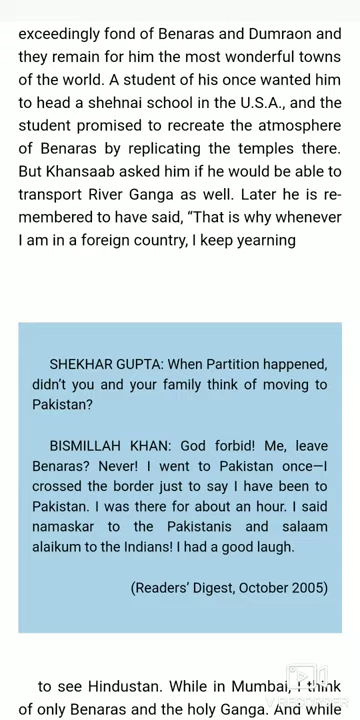 exceedingly fond of Benaras and Dumraon and
they remain for him the most wonderful towns
of the world. A student of his once wanted him
to head a shehnai school in the U.S.A., and the
student promised to recreate the atmosphere
of Benaras by replicating the temples there.
But Khansaab asked him if he would be able to
transport River Ganga as well. Later he is re-
membered to have said, “That is why whenever
I am in a foreign country, I keep yearning
SHEKHAR GUPTA: When Partition happened,
didn’t you and your family think of moving to
Pakistan?
BISMILLAH KHAN: God forbid! Me, leave
Benaras? Never! I went to Pakistan once—I
crossed the border just to say I have been to
Pakistan. I was there for about an hour. I said
namaskar to the Pakistanis and salaam
alaikum to the Indians! I had a good laugh.
(Readers’ Digest, October 2005)
to see Hindustan. While in Mumbai, I think
of only Benaras and the holy Ganga. And while